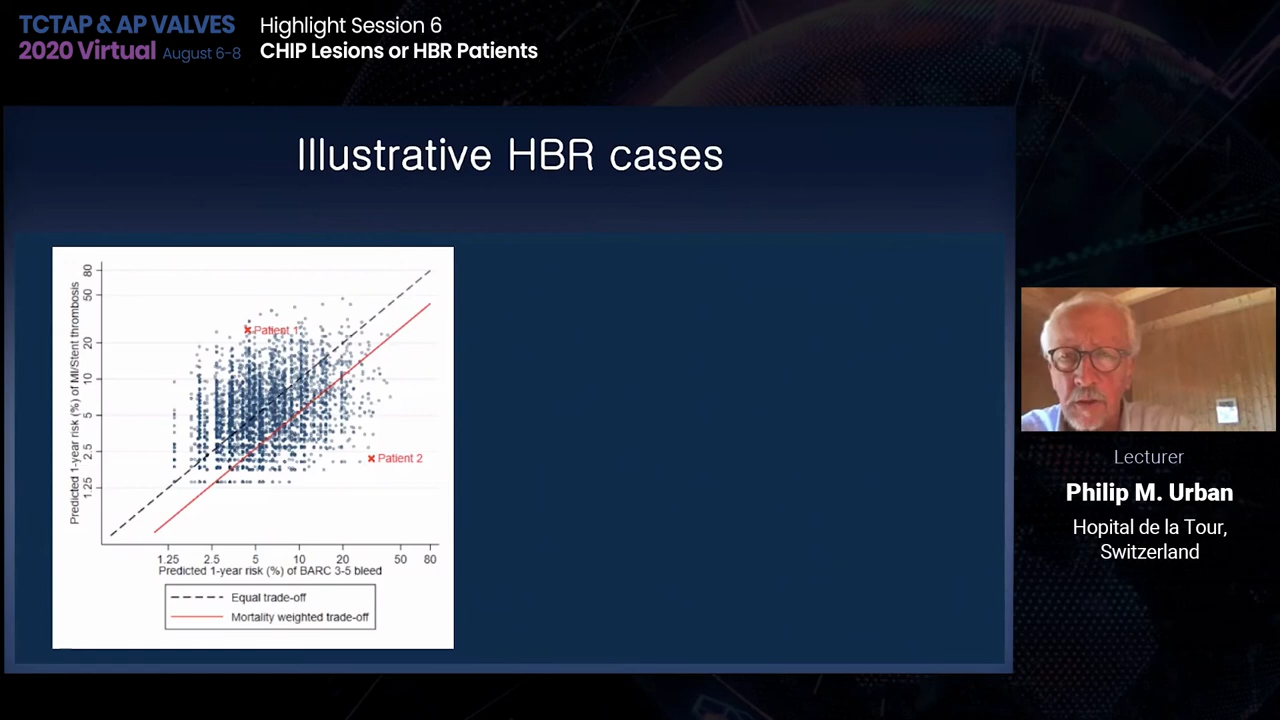 TCTAP & AP VALVES
2020 Virtual August 6-8
Highlight Session 6
CHIP Lesions or HBR Patients
Illustrative HBR cases
Predicted 1-year risk (%) of MI/Stent thrombosis
80
50
20
10
5
2.5
1.25
Patient 1
Patient 2
1.25 2.5 5 10 20 50 80
Predicted 1-year risk (%) of BARC 3-5 bleed
Equal trade-off
Mortality weighted trade-off
Lecturer
Philip M. Urban
Hopital de la Tour,
Switzerland